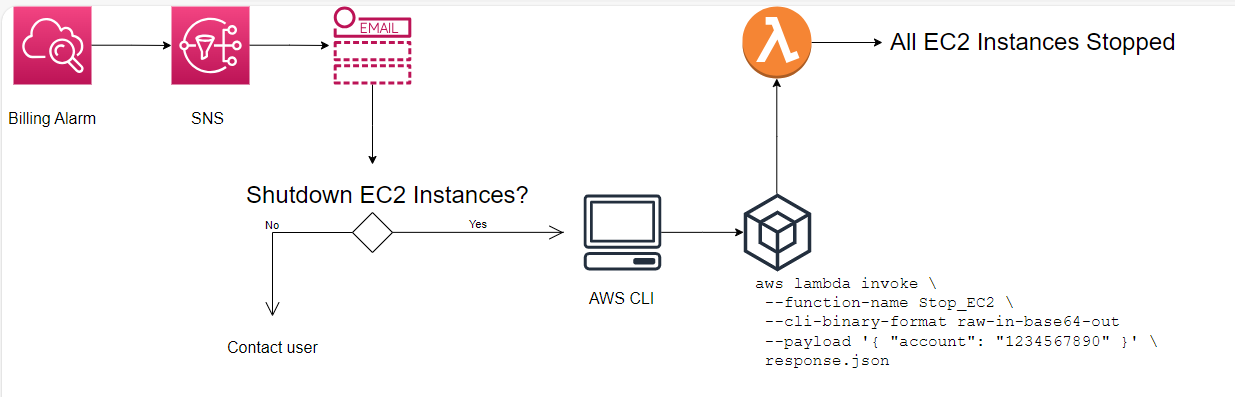 EMAIL
All EC2 Instances Stopped
Billing Alarm
SNS
Shutdown EC2 Instances?
No
Yes
AWS CLI
aws lambda invoke \
--function-name Stop_EC2 \
--cli-binary-format raw-in-base64-out
--payload '{ "account": "1234567890" }' \
response.json
Contact user